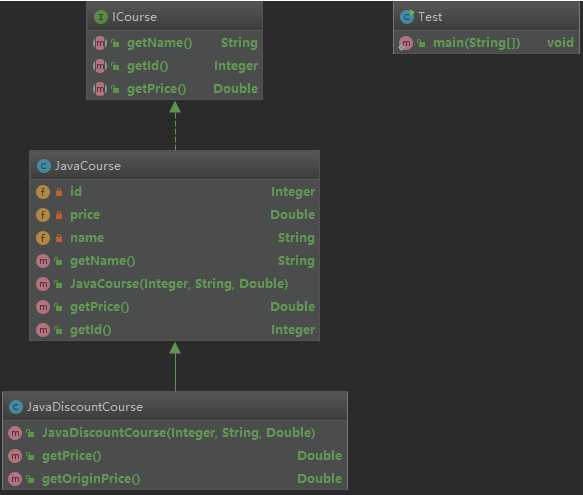 ICourse
getName() String
getId() Integer
getPrice() Double
Test
main(String[]) void
JavaCourse
id Integer
price Double
name String
getName() String
JavaCourse(Integer, String, Double)
getPrice() Double
getId() Integer
JavaDiscountCourse
JavaDiscountCourse(Integer, String, Double)
getPrice() Double
getOriginPrice() Double